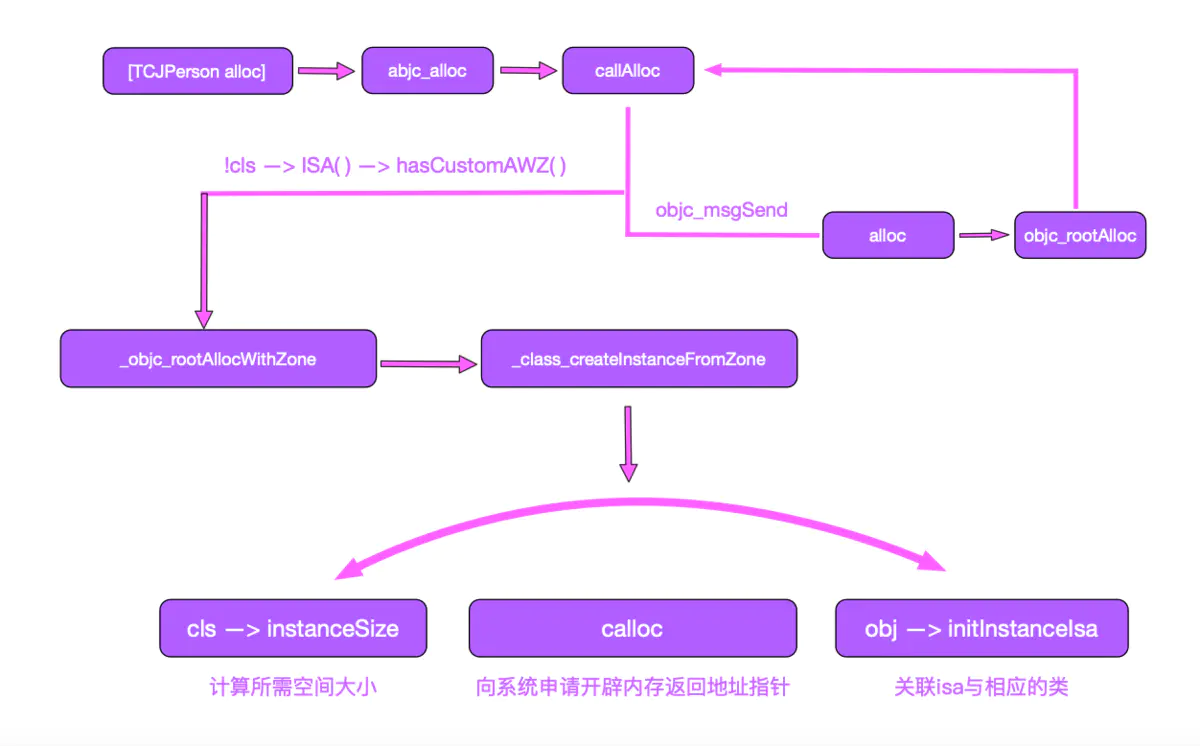 [TCJPerson alloc]
abjc_alloc
callAlloc
!cls —> ISA( ) —> hasCustomAWZ( )
objc_msgSend
alloc
objc_rootAlloc
_objc_rootAllocWithZone
_class_createInstanceFromZone
cls —> instanceSize
calloc
obj —> initInstanceIsa
计算所需空间大小
向系统申请开辟内存返回地址指针
关联isa与相应的类